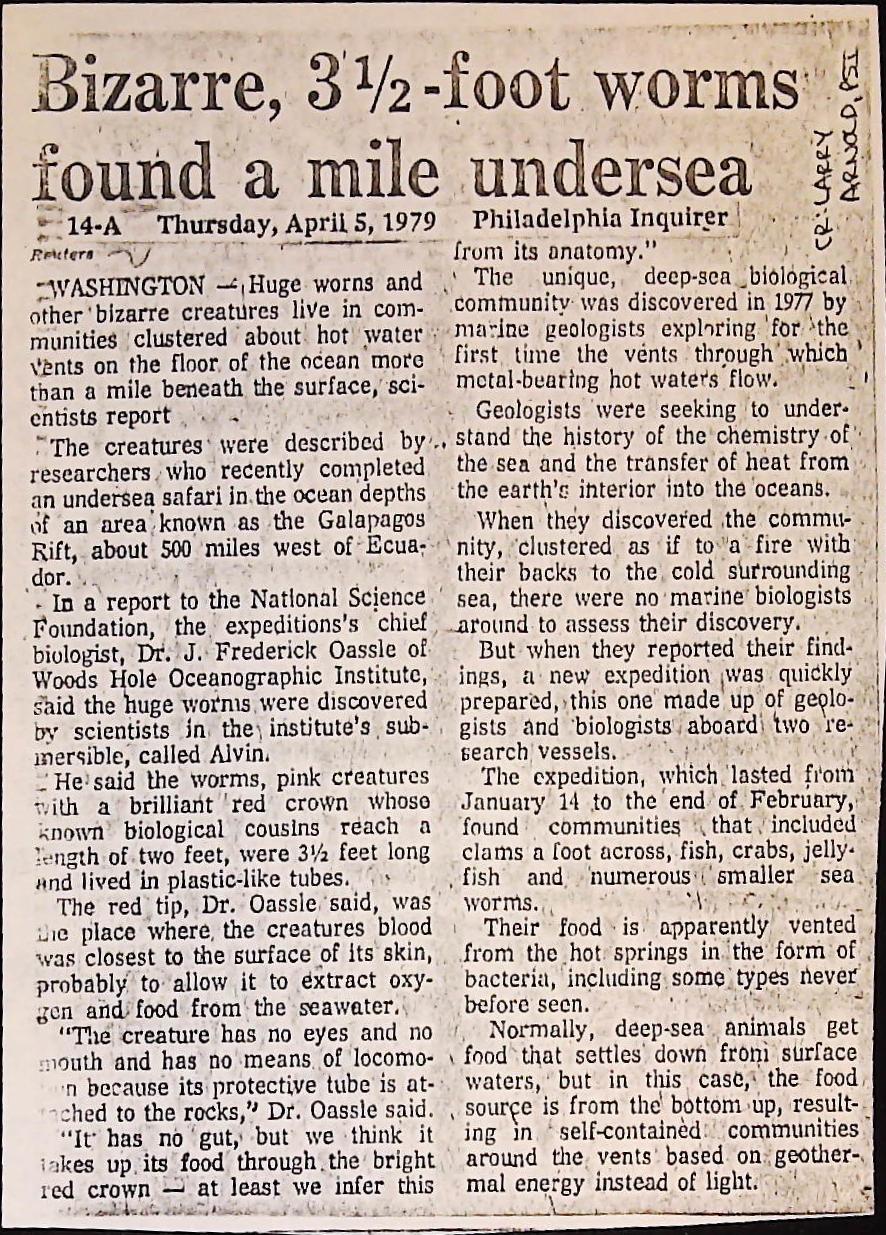 Bizarre, 3½-foot worms
found a mile undersea
14-A Thursday, April 5, 1979 Philadelphia Inquirer
CR: LARRY
ARNOLD, PSI
Reuters
WASHINGTON — Huge worns and
other bizarre creatures live in com-
munities clustered about hot water
vents on the floor of the ocean more
than a mile beneath the surface, sci-
entists report
The creatures were described by
researchers who recently completed
an undersea safari in the ocean depths
of an area known as the Galapagos
Rift, about 500 miles west of Ecua-
dor.
In a report to the National Science
Foundation, the expeditions's chief
biologist, Dr. J. Frederick Oassle of
Woods Hole Oceanographic Institute,
said the huge worms were discovered
by scientists in the institute's sub-
mersible, called Alvin.
He said the worms, pink creatures
with a brilliant red crown whose
known biological cousins reach a
length of two feet, were 3½ feet long
and lived in plastic-like tubes.
The red tip, Dr. Oassle said, was
the place where the creatures blood
was closest to the surface of its skin,
probably to allow it to extract oxy-
gen and food from the seawater.
"The creature has no eyes and no
mouth and has no means of locomo-
n because its protective tube is at-
ched to the rocks," Dr. Oassle said.
"It has no gut, but we think it
takes up its food through the bright
red crown — at least we infer this
from its anatomy."
The unique, deep-sea biological
community was discovered in 1977 by
marine geologists exploring for the
first time the vents through which
metal-bearing hot waters flow.
Geologists were seeking to under-
stand the history of the chemistry of
the sea and the transfer of heat from
the earth's interior into the oceans.
When they discovered the commu-
nity, clustered as if to a fire with
their backs to the cold surrounding
sea, there were no marine biologists
around to assess their discovery.
But when they reported their find-
ings, a new expedition was quickly
prepared, this one made up of geolo-
gists and biologists aboard two re-
search vessels.
The expedition, which lasted from
January 14 to the end of February,
found communities that included
clams a foot across, fish, crabs, jelly-
fish and numerous smaller sea
worms.
Their food is apparently vented
from the hot springs in the form of
bacteria, including some types never
before seen.
Normally, deep-sea animals get
food that settles down from surface
waters, but in this case, the food
source is from the bottom up, result-
ing in self-contained communities
around the vents based on geother-
mal energy instead of light.